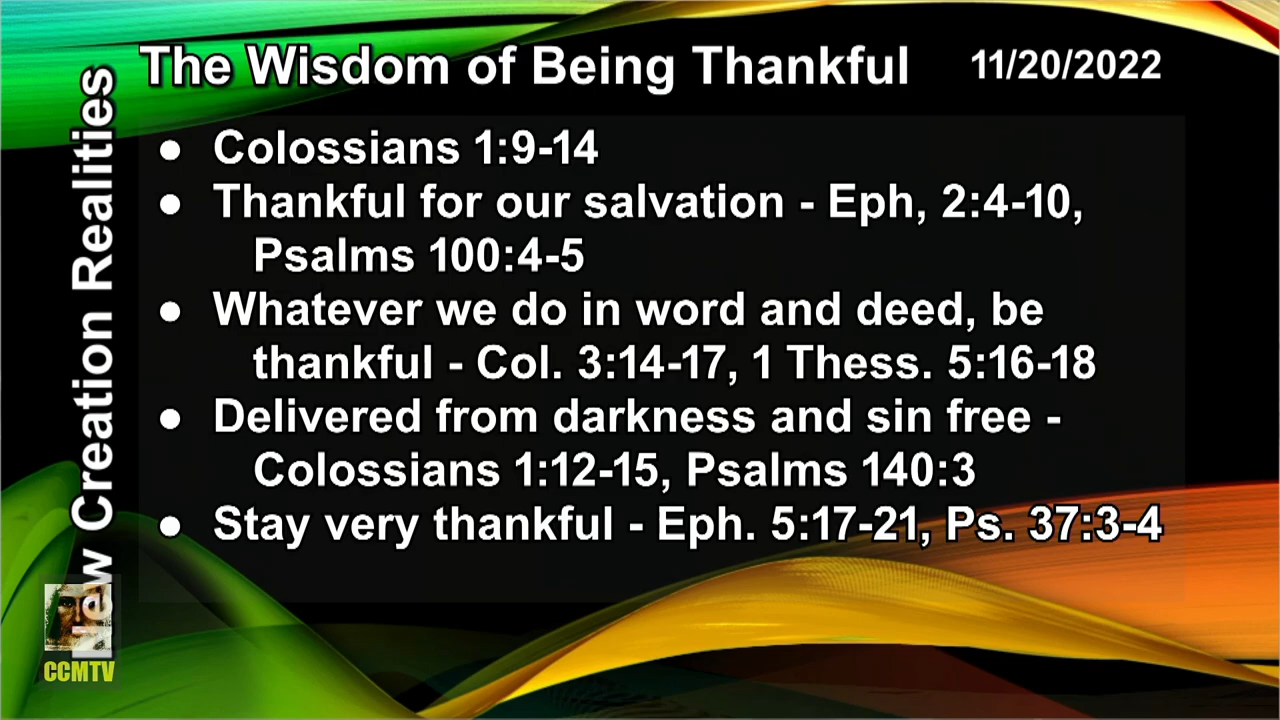 The Wisdom of Being Thankful 11/20/2022
● Colossians 1:9-14
● Thankful for our salvation - Eph, 2:4-10,
Psalms 100:4-5
● Whatever we do in word and deed, be
thankful - Col. 3:14-17, 1 Thess. 5:16-18
● Delivered from darkness and sin free -
Colossians 1:12-15, Psalms 140:3
● Stay very thankful - Eph. 5:17-21, Ps. 37:3-4
New Creation Realities
CCMTV